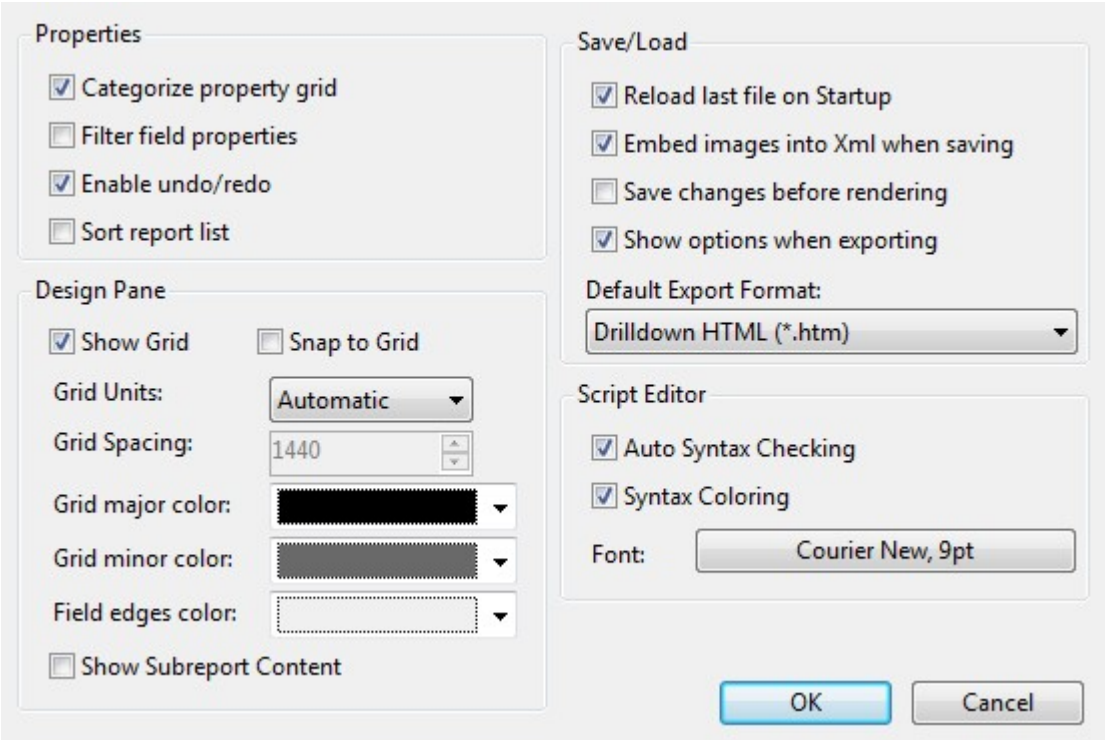 Properties
Categorize property grid
Filter field properties
Enable undo/redo
Sort report list
Design Pane
Show Grid
Snap to Grid
Grid Units:
Automatic
Grid Spacing:
1440
Grid major color:
Grid minor color:
Field edges color:
Show Subreport Content
Save/Load
Reload last file on Startup
Embed images into Xml when saving
Save changes before rendering
Show options when exporting
Default Export Format:
Drilldown HTML (*.htm)
Script Editor
Auto Syntax Checking
Syntax Coloring
Font:
Courier New, 9pt
OK
Cancel